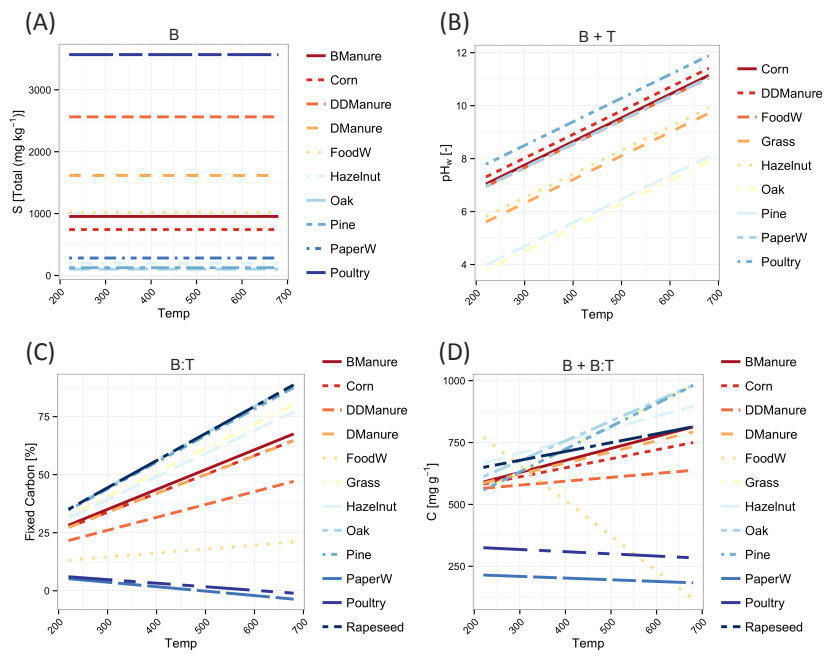 (A)
B
S [Total (mg kg⁻¹)]
3000
2000
1000
0
200
300
400
500
600
700
Temp
BManure
Corn
DDManure
DManure
FoodW
Hazelnut
Oak
Pine
PaperW
Poultry
(B)
B + T
pHw [-]
12
10
8
6
4
200
300
400
500
600
700
Temp
Corn
DDManure
FoodW
Grass
Hazelnut
Oak
Pine
PaperW
Poultry
(C)
B:T
Fixed Carbon [%]
75
50
25
0
200
300
400
500
600
700
Temp
BManure
Corn
DDManure
DManure
FoodW
Grass
Hazelnut
Oak
Pine
PaperW
Poultry
Rapeseed
(D)
B + B:T
C [mg g⁻¹]
1000
750
500
250
200
300
400
500
600
700
Temp
BManure
Corn
DDManure
DManure
FoodW
Grass
Hazelnut
Oak
Pine
PaperW
Poultry
Rapeseed